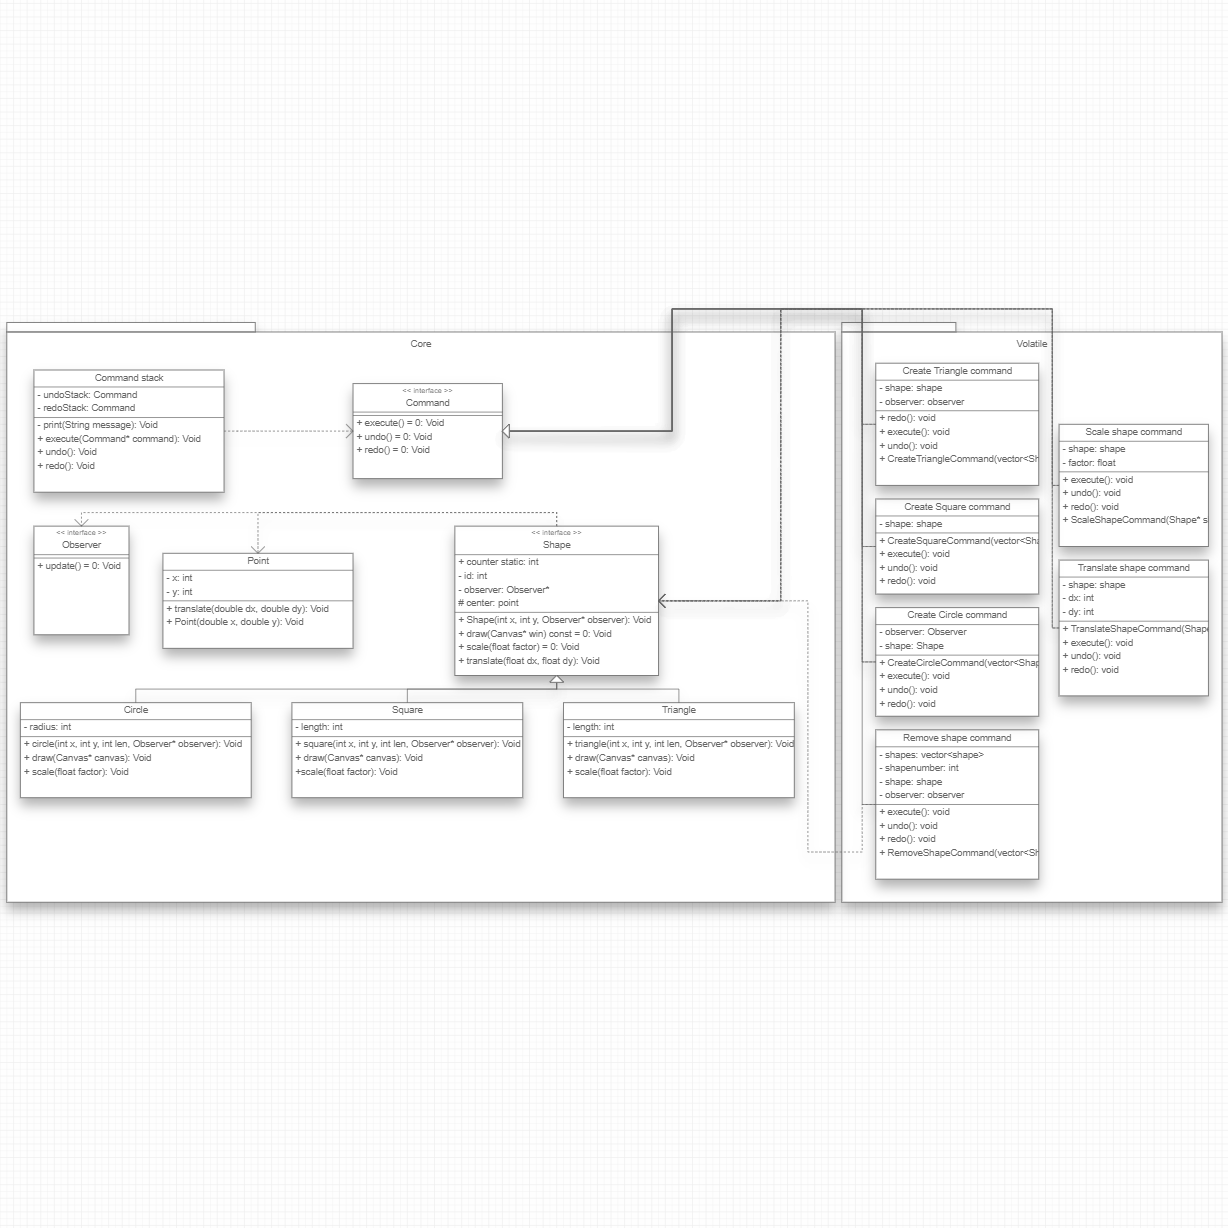 Core
Command stack
- undoStack: Command
- redoStack: Command
- print(String message): Void
+ execute(Command* command): Void
+ undo(): Void
+ redo(): Void
<< interface >>
Command
+ execute() = 0: Void
+ undo() = 0: Void
+ redo() = 0: Void
<< interface >>
Observer
+ update() = 0: Void
Point
- x: int
- y: int
+ translate(double dx, double dy): Void
+ Point(double x, double y): Void
<< interface >>
Shape
+ counter static: int
- id: int
- observer: Observer*
# center: point
+ Shape(int x, int y, Observer* observer): Void
+ draw(Canvas* win) const = 0: Void
+ scale(float factor) = 0: Void
+ translate(float dx, float dy): Void
Circle
- radius: int
+ circle(int x, int y, int len, Observer* observer): Void
+ draw(Canvas* canvas): Void
+ scale(float factor): Void
Square
- length: int
+ square(int x, int y, int len, Observer* observer): Void
+ draw(Canvas* canvas): Void
+scale(float factor): Void
Triangle
- length: int
+ triangle(int x, int y, int len, Observer* observer): Void
+ draw(Canvas* canvas): Void
+ scale(float factor): Void
Volatile
Create Triangle command
- shape: shape
- observer: observer
+ redo(): void
+ execute(): void
+ undo(): void
+ CreateTriangleCommand(vector<Sh
Create Square command
- shape: shape
+ CreateSquareCommand(vector<Sha
+ execute(): void
+ undo(): void
+ redo(): void
Create Circle command
- observer: Observer
- shape: Shape
+ CreateCircleCommand(vector<Shap
+ execute(): void
+ undo(): void
+ redo(): void
Remove shape command
- shapes: vector<shape>
- shapenumber: int
- shape: shape
- observer: observer
+ execute(): void
+ undo(): void
+ redo(): void
+ RemoveShapeCommand(vector<Sh
Scale shape command
- shape: shape
- factor: float
+ execute(): void
+ undo(): void
+ redo(): void
+ ScaleShapeCommand(Shape* s
Translate shape command
- shape: shape
- dx: int
- dy: int
+ TranslateShapeCommand(Shape
+ execute(): void
+ undo(): void
+ redo(): void